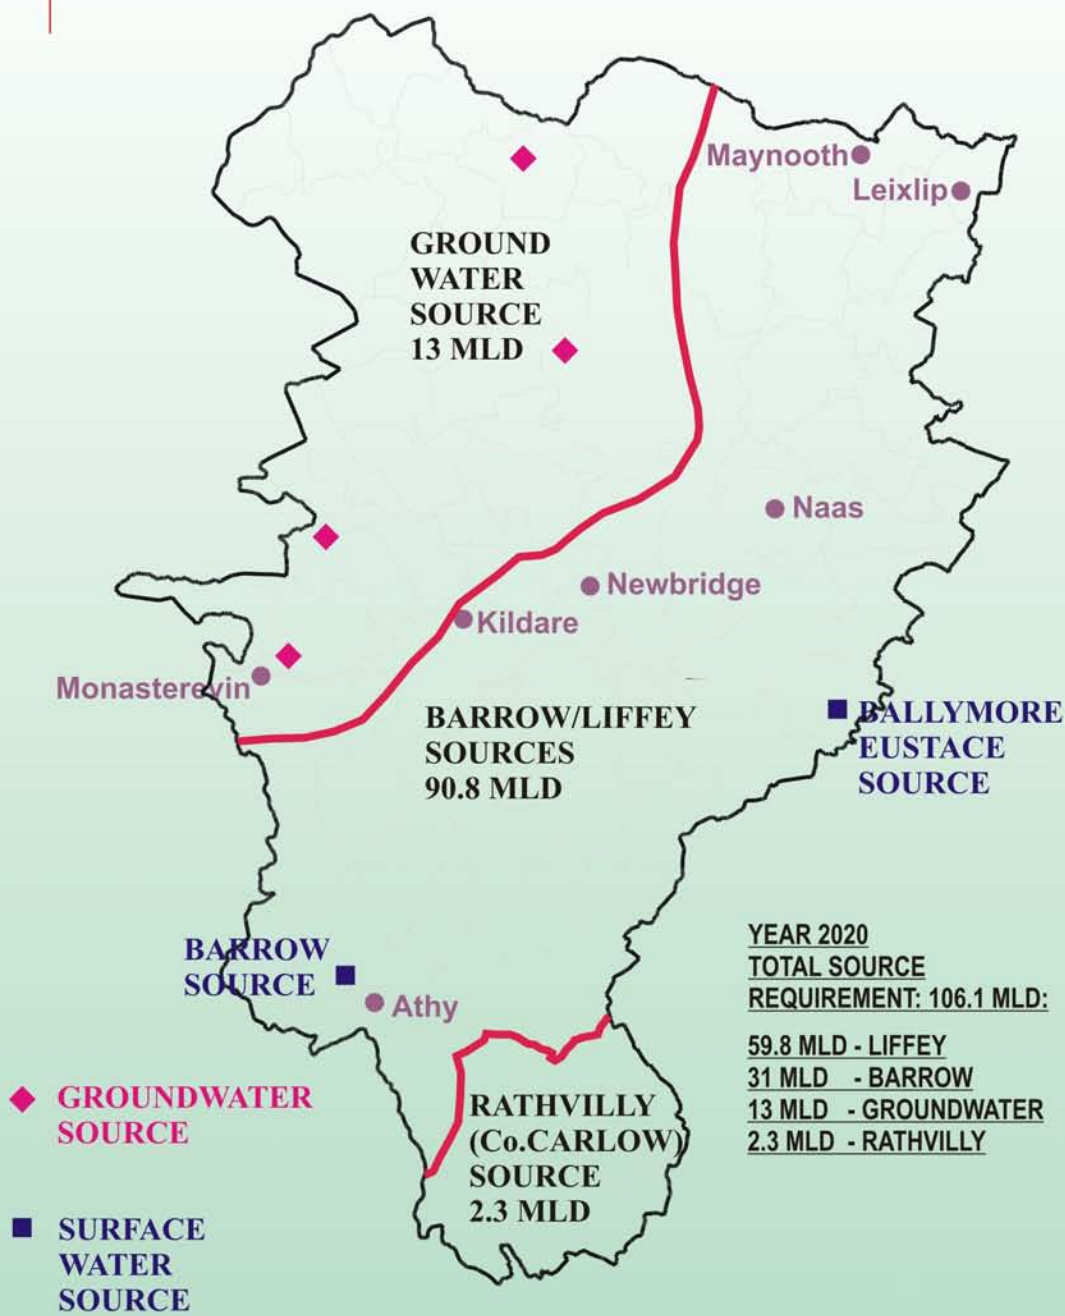 Maynooth
Leixlip
GROUND
WATER
SOURCE
13 MLD
Naas
Newbridge
Kildare
Monasterevin
BARROW/LIFFEY
SOURCES
90.8 MLD
BALLYMORE
EUSTACE
SOURCE
BARROW
SOURCE
Athy
YEAR 2020
TOTAL SOURCE
REQUIREMENT: 106.1 MLD:
59.8 MLD - LIFFEY
31 MLD - BARROW
13 MLD - GROUNDWATER
2.3 MLD - RATHVILLY
RATHVILLY
(Co.CARLOW)
SOURCE
2.3 MLD
GROUNDWATER
SOURCE
SURFACE
WATER
SOURCE